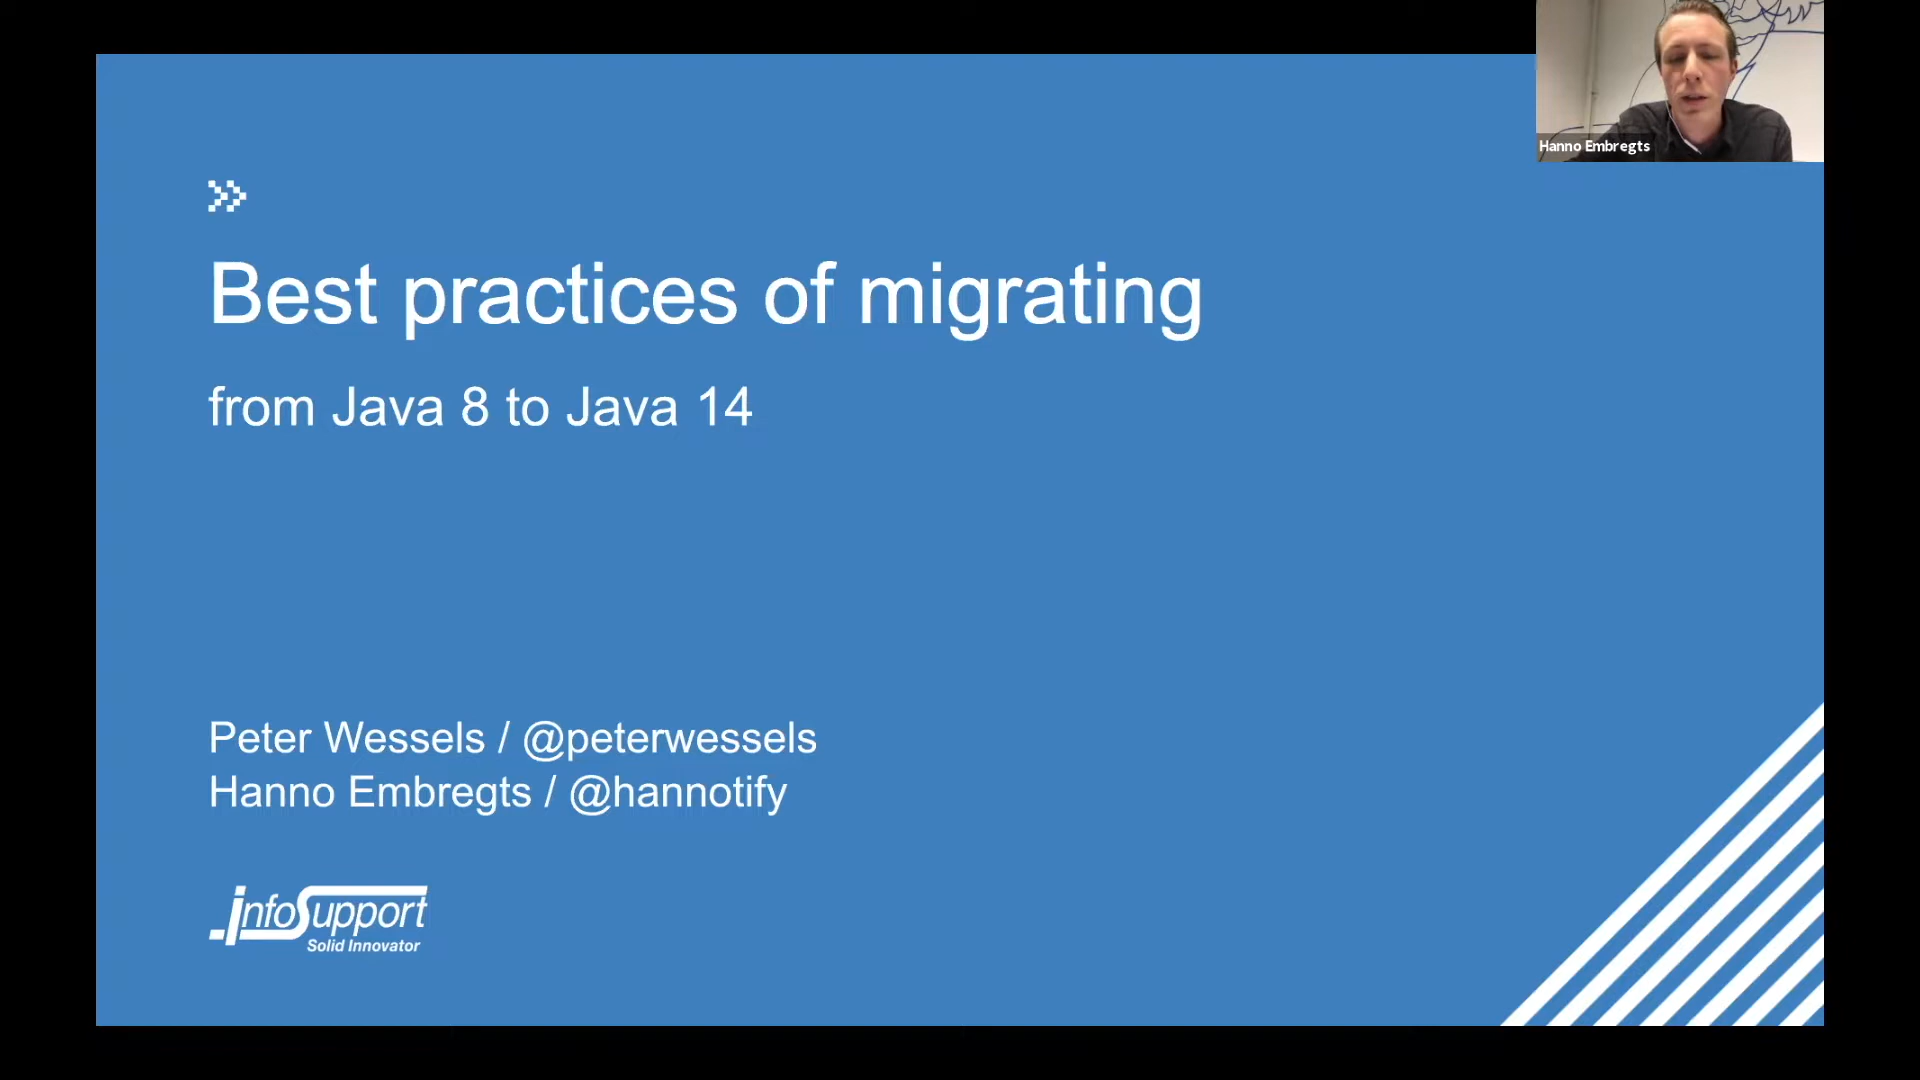 Hanno Embregts
Best practices of migrating
from Java 8 to Java 14
Peter Wessels / @peterwessels
Hanno Embregts / @hannotify
infoSupport
Solid Innovator